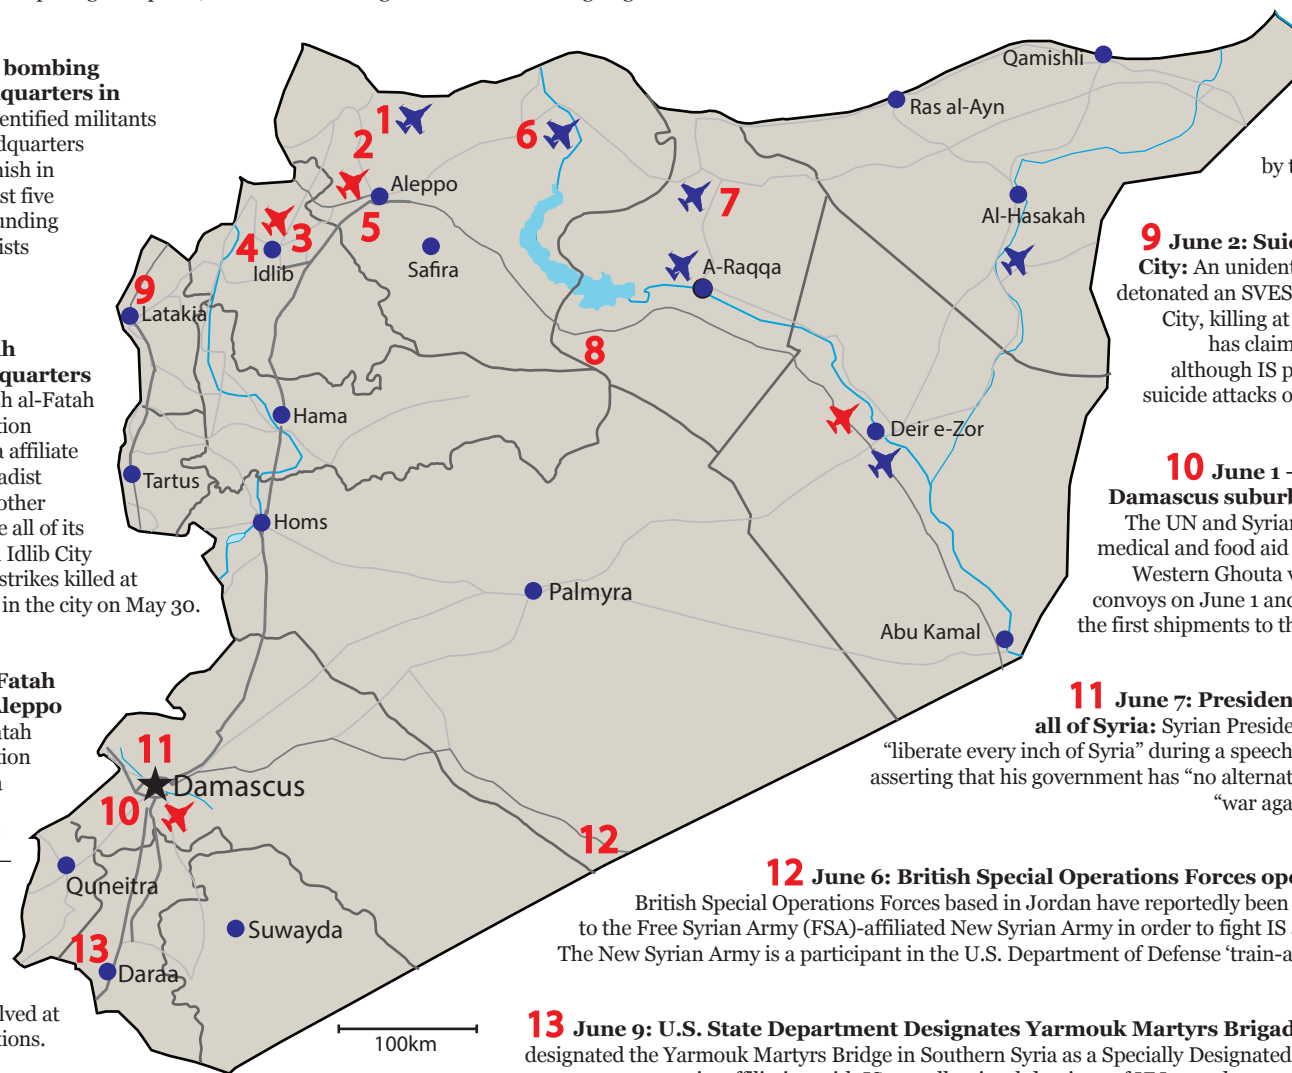 bombing
quarters in
entified militants
dquarters
nish in
st five
unding
ists
quarters
h al-Fatah
tion
a affiliate
adist
other
e all of its
Idlib City
strikes killed at
in the city on May 30.
Fatah
Aleppo
atah
tion
–
lved at
tions.
1
2
3
4
5
6
7
8
9
10
11
12
13
Qamishli
Ras al-Ayn
Aleppo
Al-Hasakah
Idlib
Safira
A-Raqqa
Latakia
Hama
Deir e-Zor
Tartus
Homs
Palmyra
Abu Kamal
Damascus
Quneitra
Suwayda
Daraa
100km
by t
9 June 2: Suic
City: An unident
detonated an SVES
City, killing at
has claim
although IS p
suicide attacks o
10 June 1 –
Damascus suburb
The UN and Syrian
medical and food aid
Western Ghouta v
convoys on June 1 and
the first shipments to th
11 June 7: Presiden
all of Syria: Syrian Preside
“liberate every inch of Syria” during a speech
asserting that his government has “no alternat
“war aga
12 June 6: British Special Operations Forces ope
British Special Operations Forces based in Jordan have reportedly been
to the Free Syrian Army (FSA)-affiliated New Syrian Army in order to fight IS
The New Syrian Army is a participant in the U.S. Department of Defense ‘train-a
13 June 9: U.S. State Department Designates Yarmouk Martyrs Brigad
designated the Yarmouk Martyrs Bridge in Southern Syria as a Specially Designated